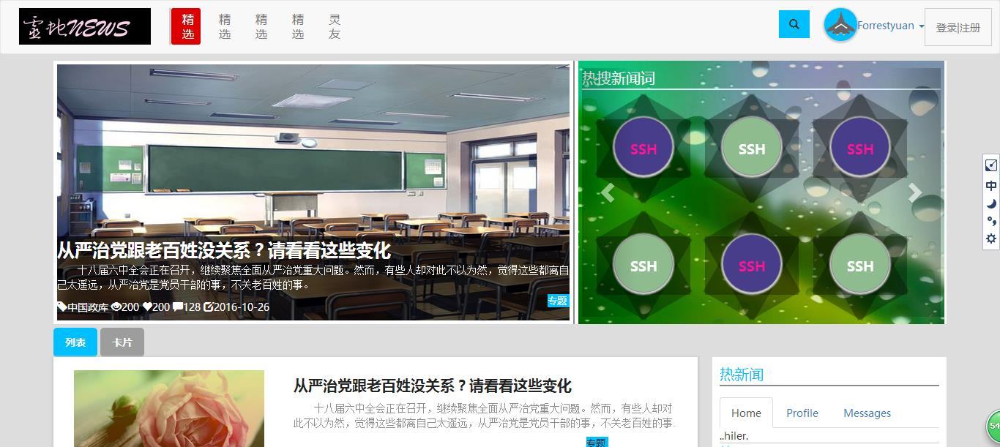 虚拟NEWS
精选
精选
精选
精选
灵友
Forrestyuan
登录|注册
热搜新闻词
SSH
SSH
SSH
SSH
SSH
SSH
中
从严治党跟老百姓没关系？请看看这些变化
十八届六中全会正在召开，继续聚焦全面从严治党重大问题。然而，有些人却对此不以为然，觉得这些都离自
己太遥远，从严治党是党员干部的事，不关老百姓的事。
专题
中国政库 200 200 128 2016-10-26
列表
卡片
从严治党跟老百姓没关系？请看看这些变化
十八届六中全会正在召开，继续聚焦全面从严治党重大问题。然而，有些人却对
此不以为然，觉得这些都离自己太遥远，从严治党是党员干部的事，不关老百姓的事.
专题
热新闻
Home
Profile
Messages
..hiler.
54